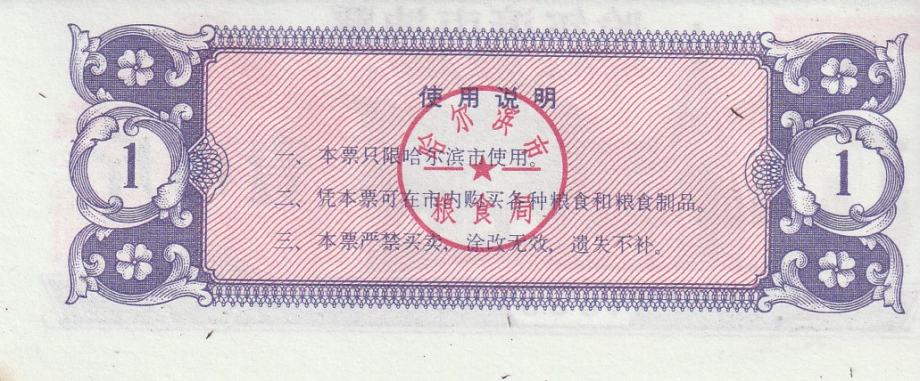 使用说明
一、本票只限哈尔滨市使用。
二、凭本票可在市内购买各种粮食和粮食制品。
三、本票严禁买卖，涂改无效，遗失不补。
哈尔滨市
粮食局
1
1